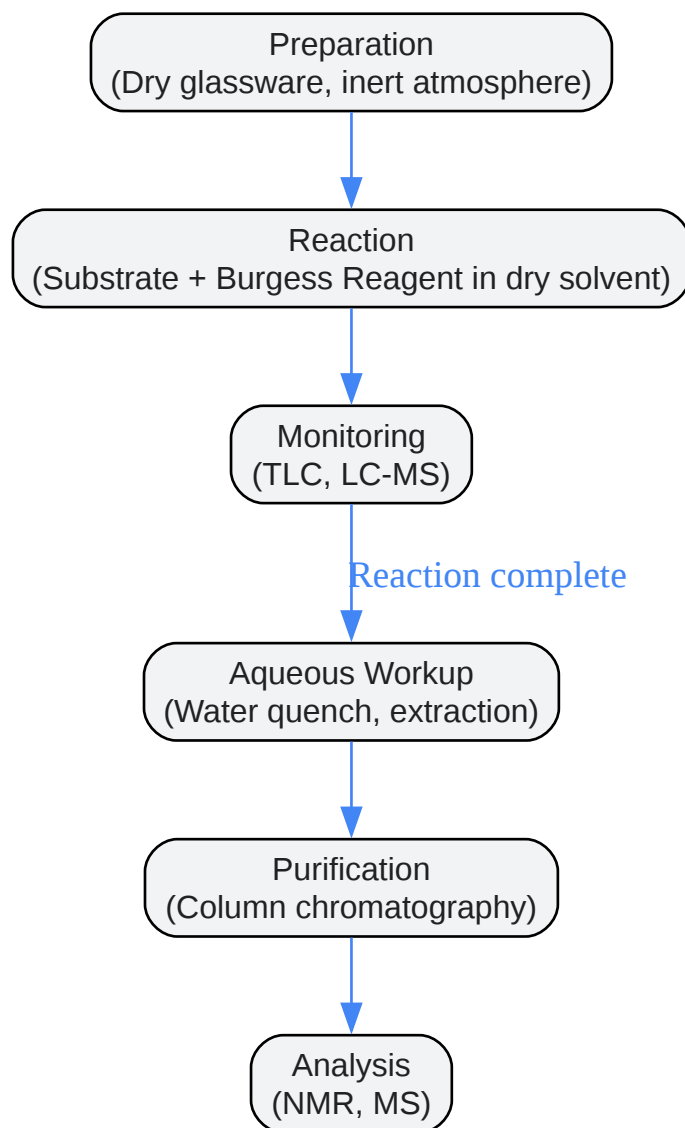 Preparation
(Dry glassware, inert atmosphere)
Reaction
(Substrate + Burgess Reagent in dry solvent)
Monitoring
(TLC, LC-MS)
Reaction complete
Aqueous Workup
(Water quench, extraction)
Purification
(Column chromatography)
Analysis
(NMR, MS)